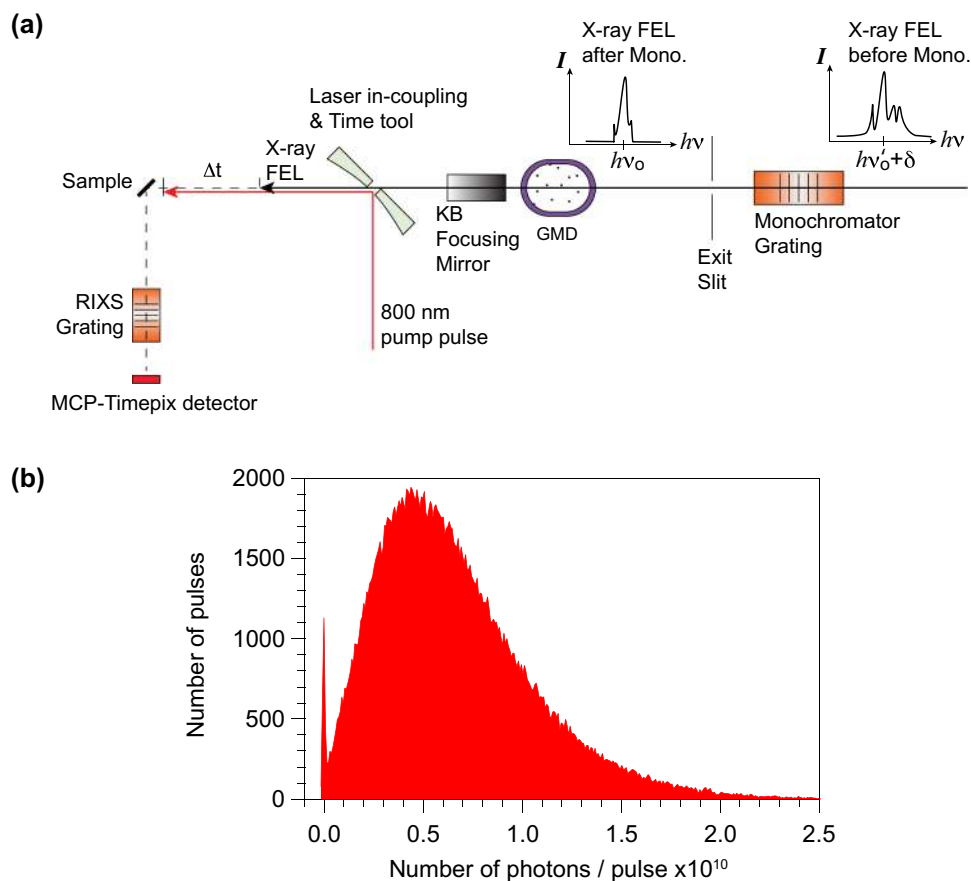 (a)
X-ray FEL
after Mono.
X-ray FEL
before Mono.
I
hν
hνo
I
hν
hν′o+δ
Laser in-coupling
& Time tool
X-ray
FEL
Δt
Sample
KB
Focusing
Mirror
GMD
Exit
Slit
Monochromator
Grating
800 nm
pump pulse
RIXS
Grating
MCP-Timepix detector
(b)
Number of pulses
2000
1500
1000
500
0
0.0 0.5 1.0 1.5 2.0 2.5
Number of photons / pulse x10¹⁰